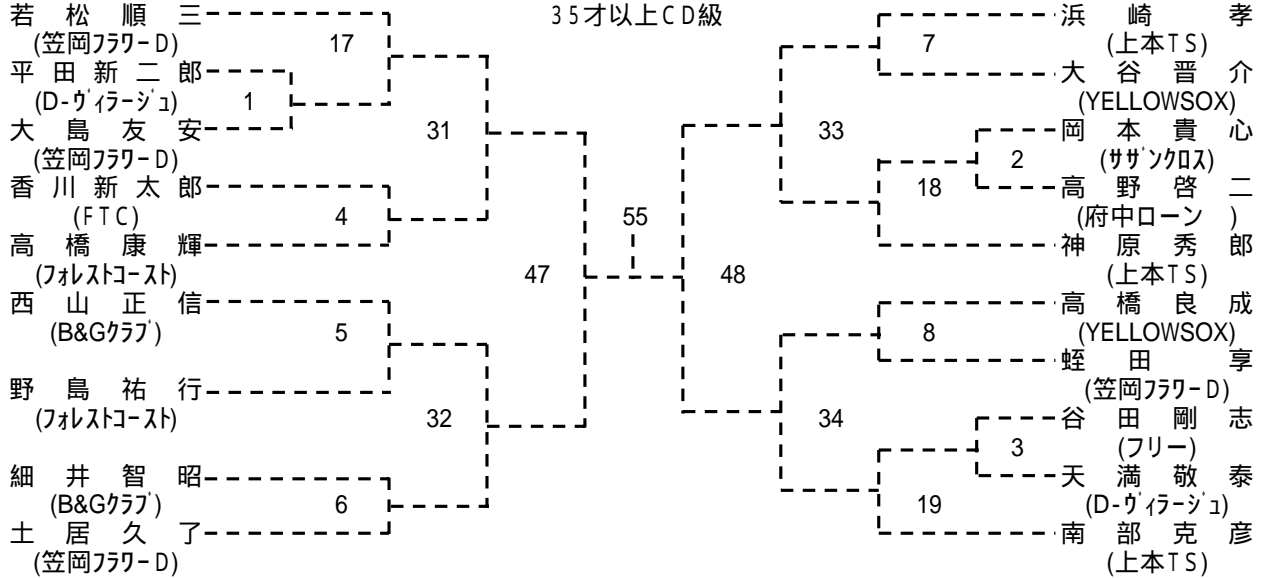 35才以上CD級
若松順三
(笠岡フラワーD)
17
平田新二郎
(D-ヴィラージュ)
1
大島友安
(笠岡フラワーD)
31
香川新太郎
(FTC)
4
高橋康輝
(フォレストコースト)
47
西山正信
(B&Gクラブ)
5
野島祐行
(フォレストコースト)
32
細井智昭
(B&Gクラブ)
6
土居久了
(笠岡フラワーD)
55
浜崎孝
(上本TS)
7
大谷晋介
(YELLOWSOX)
33
岡本貴心
(サザンクロス)
2
18
高野啓二
(府中ローン )
神原秀郎
(上本TS)
48
高橋良成
(YELLOWSOX)
8
蛭田享
(笠岡フラワーD)
34
谷田剛志
(フリー)
3
天満敬泰
(D-ヴィラージュ)
19
南部克彦
(上本TS)